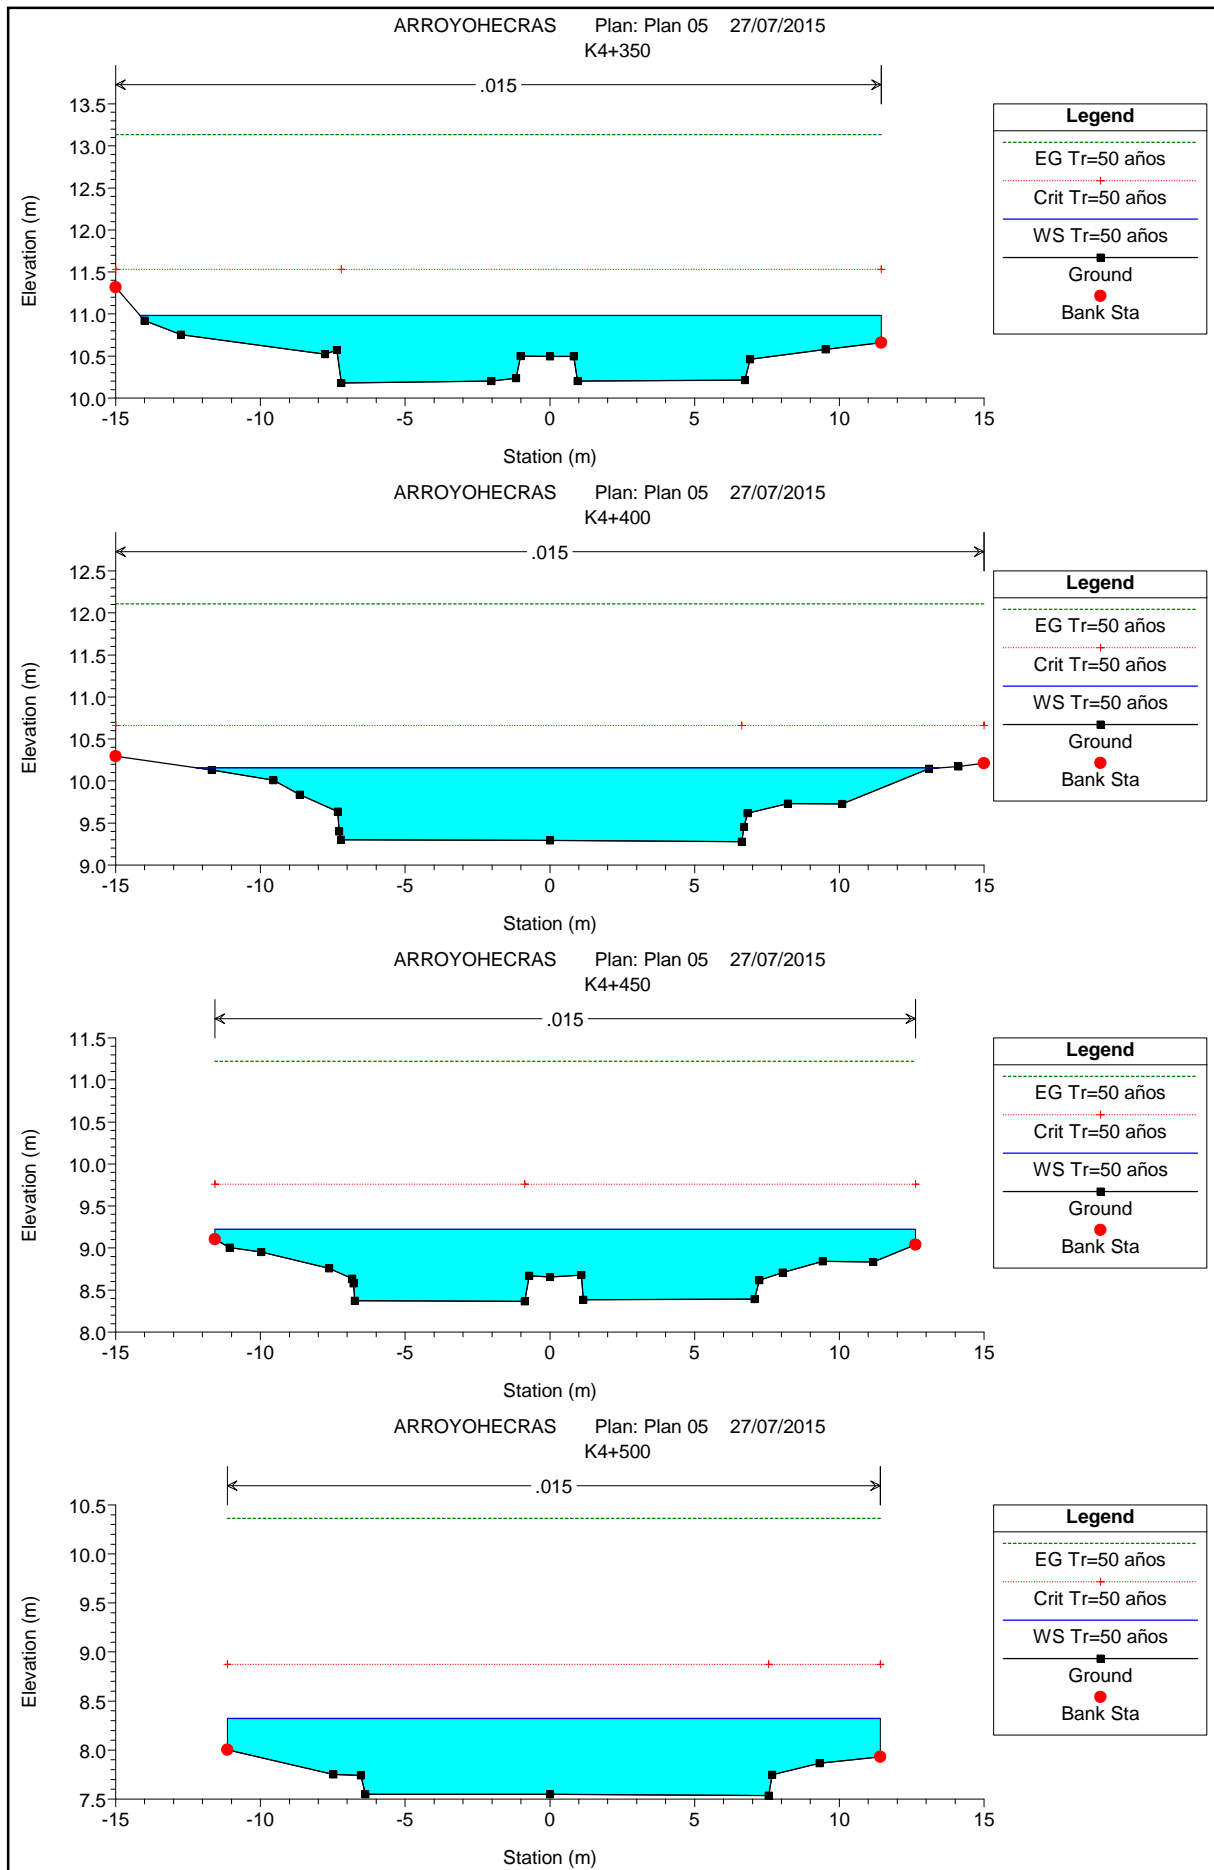 ARROYOHECRAS Plan: Plan 05 27/07/2015
K4+350
.015
13.5
13.0
12.5
12.0
11.5
11.0
10.5
10.0
Elevation (m)
-15 -10 -5 0 5 10 15
Station (m)
Legend
EG Tr=50 años
Crit Tr=50 años
WS Tr=50 años
Ground
Bank Sta
ARROYOHECRAS Plan: Plan 05 27/07/2015
K4+400
.015
12.5
12.0
11.5
11.0
10.5
10.0
9.5
9.0
Elevation (m)
-15 -10 -5 0 5 10 15
Station (m)
Legend
EG Tr=50 años
Crit Tr=50 años
WS Tr=50 años
Ground
Bank Sta
ARROYOHECRAS Plan: Plan 05 27/07/2015
K4+450
.015
11.5
11.0
10.5
10.0
9.5
9.0
8.5
8.0
Elevation (m)
-15 -10 -5 0 5 10 15
Station (m)
Legend
EG Tr=50 años
Crit Tr=50 años
WS Tr=50 años
Ground
Bank Sta
ARROYOHECRAS Plan: Plan 05 27/07/2015
K4+500
.015
10.5
10.0
9.5
9.0
8.5
8.0
7.5
Elevation (m)
-15 -10 -5 0 5 10 15
Station (m)
Legend
EG Tr=50 años
Crit Tr=50 años
WS Tr=50 años
Ground
Bank Sta